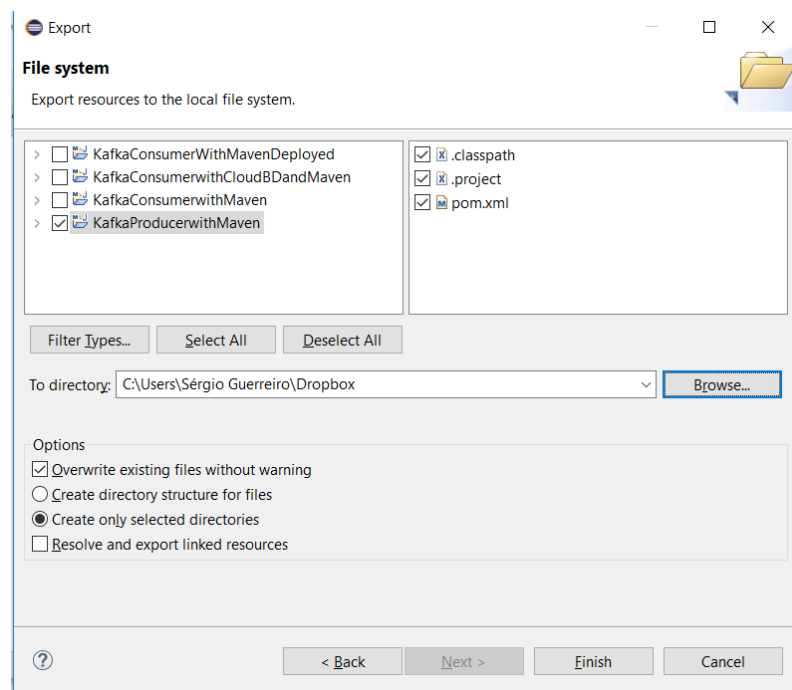 Export
File system
Export resources to the local file system.
KafkaConsumerWithMavenDeployed
KafkaConsumerwithCloudBDandMaven
KafkaConsumerwithMaven
KafkaProducerwithMaven
.classpath
.project
pom.xml
Filter Types... Select All Deselect All
To directory: C:\Users\Sérgio Guerreiro\Dropbox Browse...
Options
Overwrite existing files without warning
Create directory structure for files
Create only selected directories
Resolve and export linked resources
? < Back Next > Finish Cancel